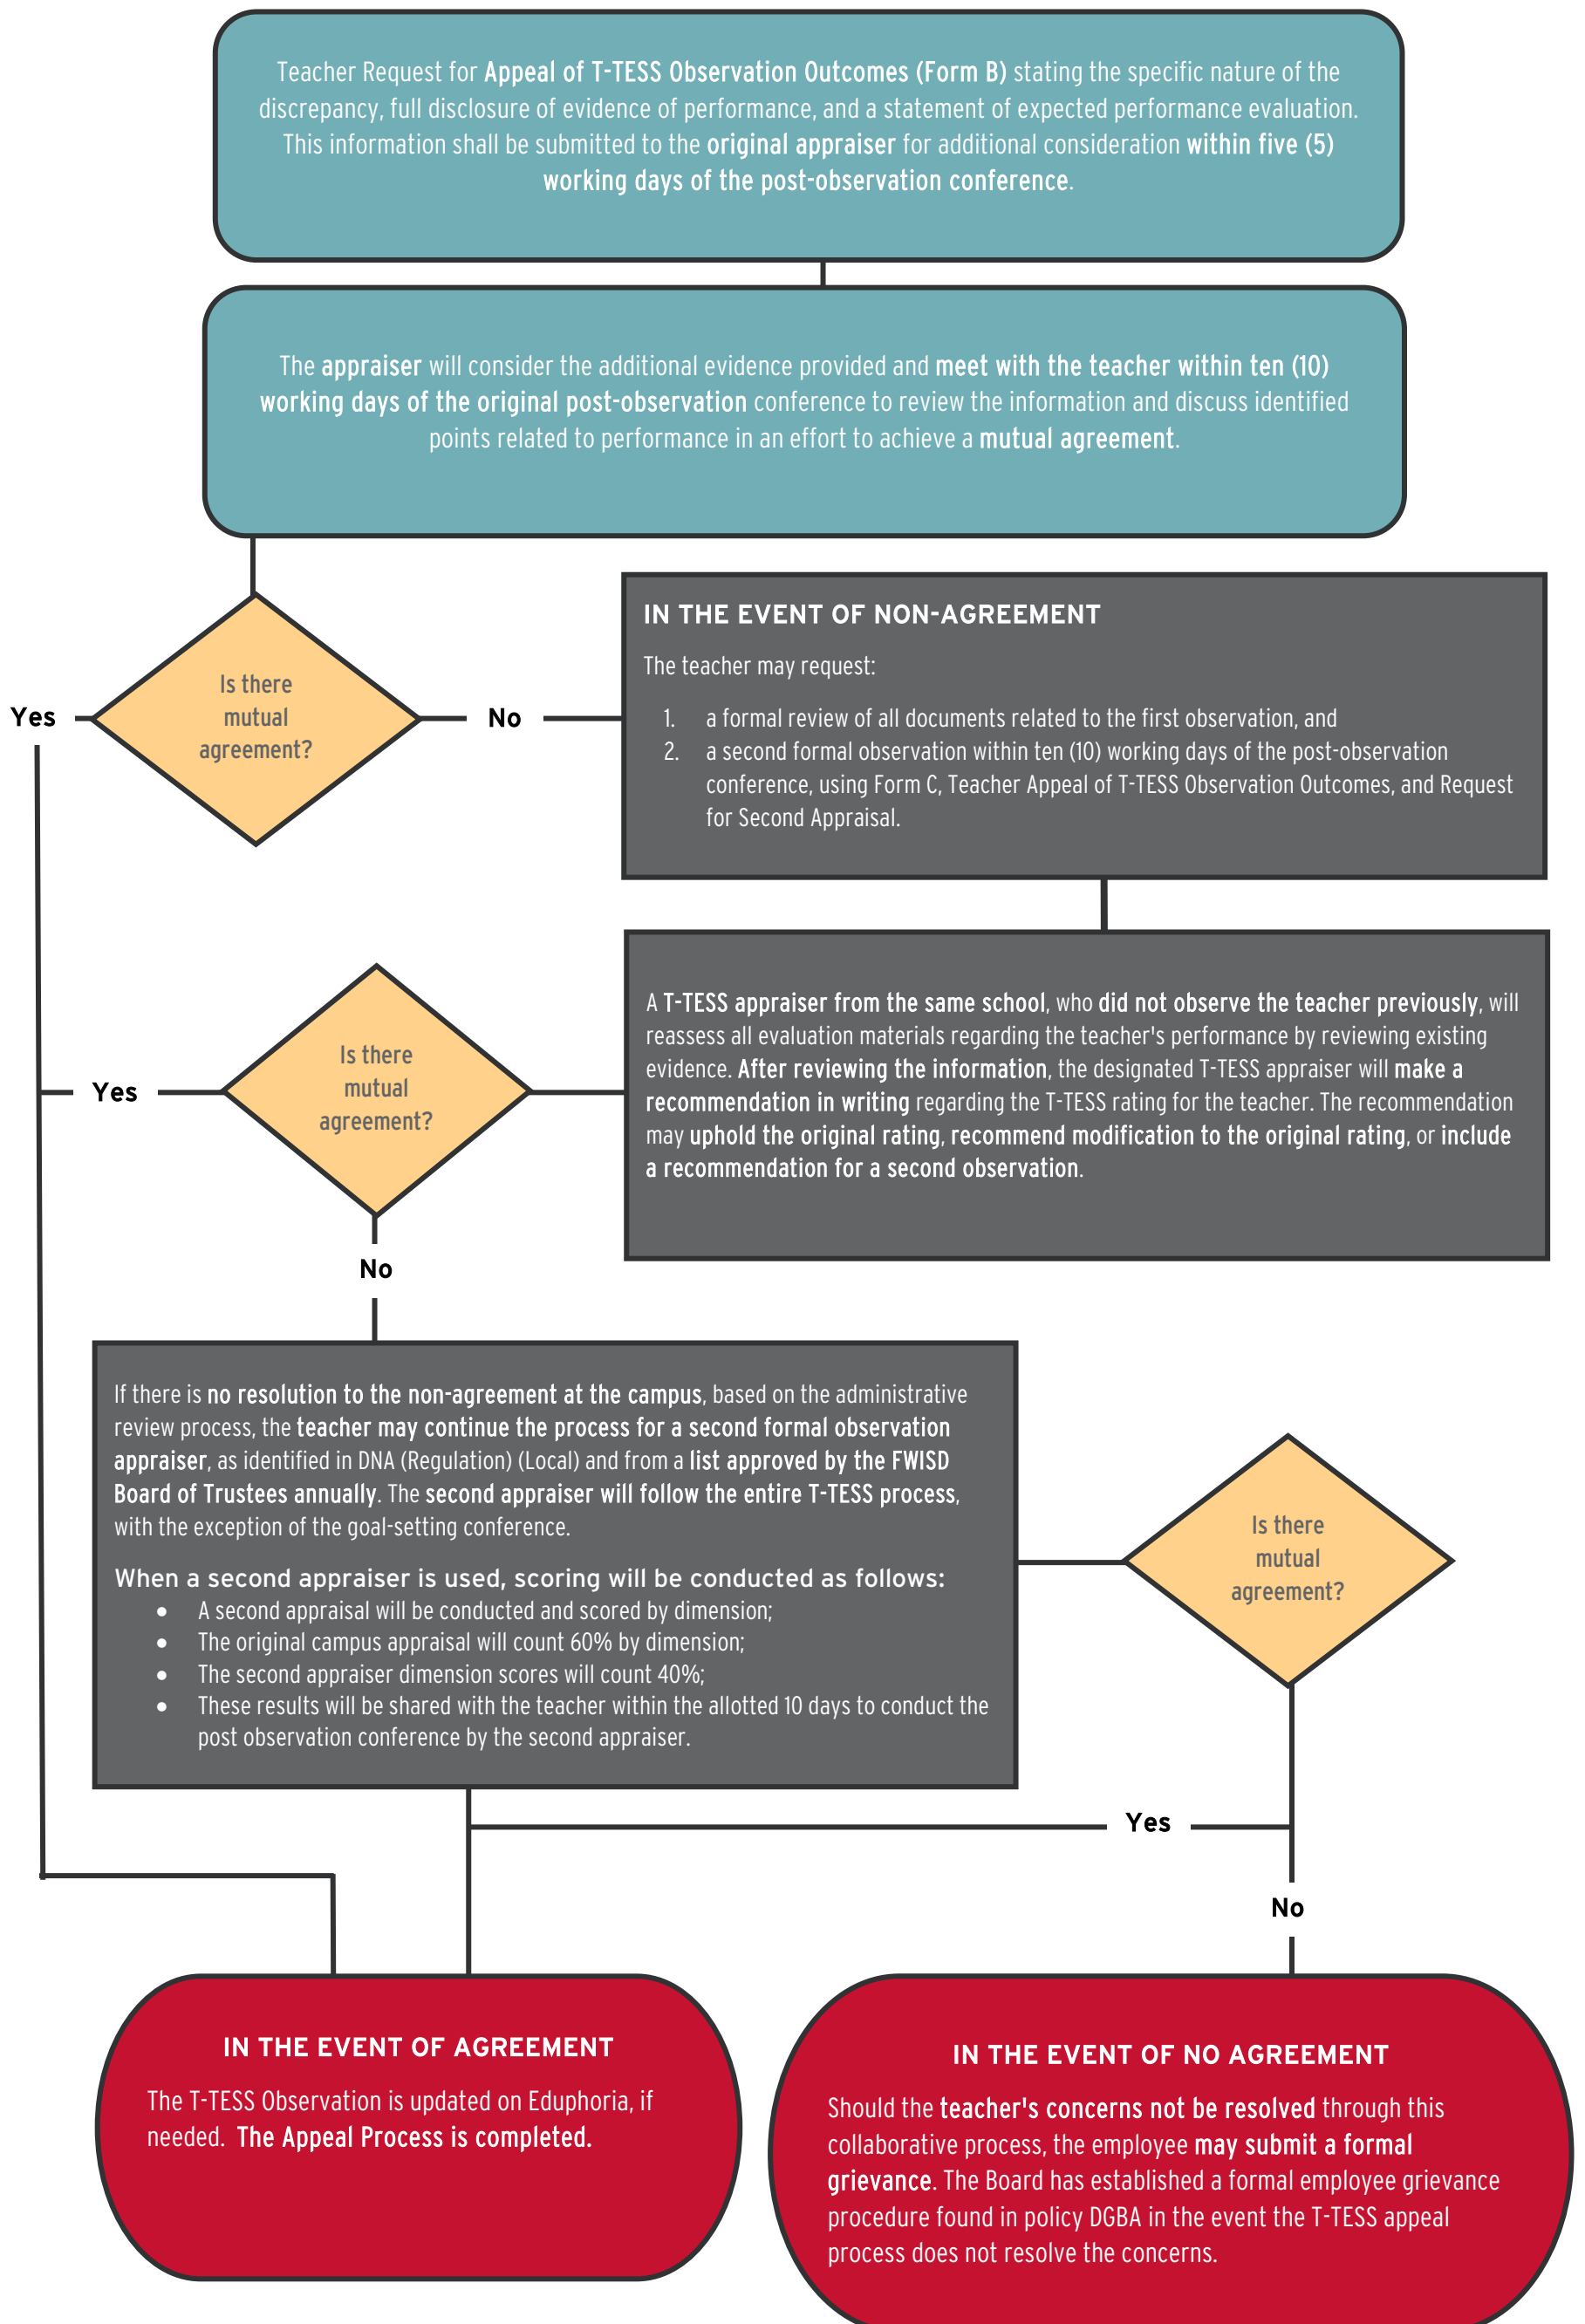 Teacher Request for Appeal of T-TESS Observation Outcomes (Form B) stating the specific nature of the
discrepancy, full disclosure of evidence of performance, and a statement of expected performance evaluation.
This information shall be submitted to the original appraiser for additional consideration within five (5)
working days of the post-observation conference.
The appraiser will consider the additional evidence provided and meet with the teacher within ten (10)
working days of the original post-observation conference to review the information and discuss identified
points related to performance in an effort to achieve a mutual agreement.
Is there
mutual
agreement?
Yes
No
IN THE EVENT OF NON-AGREEMENT
The teacher may request:
1. a formal review of all documents related to the first observation, and
2. a second formal observation within ten (10) working days of the post-observation
conference, using Form C, Teacher Appeal of T-TESS Observation Outcomes, and Request
for Second Appraisal.
A T-TESS appraiser from the same school, who did not observe the teacher previously, will
reassess all evaluation materials regarding the teacher's performance by reviewing existing
evidence. After reviewing the information, the designated T-TESS appraiser will make a
recommendation in writing regarding the T-TESS rating for the teacher. The recommendation
may uphold the original rating, recommend modification to the original rating, or include
a recommendation for a second observation.
Is there
mutual
agreement?
Yes
No
If there is no resolution to the non-agreement at the campus, based on the administrative
review process, the teacher may continue the process for a second formal observation
appraiser, as identified in DNA (Regulation) (Local) and from a list approved by the FWISD
Board of Trustees annually. The second appraiser will follow the entire T-TESS process,
with the exception of the goal-setting conference.
When a second appraiser is used, scoring will be conducted as follows:
• A second appraisal will be conducted and scored by dimension;
• The original campus appraisal will count 60% by dimension;
• The second appraiser dimension scores will count 40%;
• These results will be shared with the teacher within the allotted 10 days to conduct the
post observation conference by the second appraiser.
Is there
mutual
agreement?
Yes
No
IN THE EVENT OF AGREEMENT
The T-TESS Observation is updated on Eduphoria, if
needed. The Appeal Process is completed.
IN THE EVENT OF NO AGREEMENT
Should the teacher's concerns not be resolved through this
collaborative process, the employee may submit a formal
grievance. The Board has established a formal employee grievance
procedure found in policy DGBA in the event the T-TESS appeal
process does not resolve the concerns.